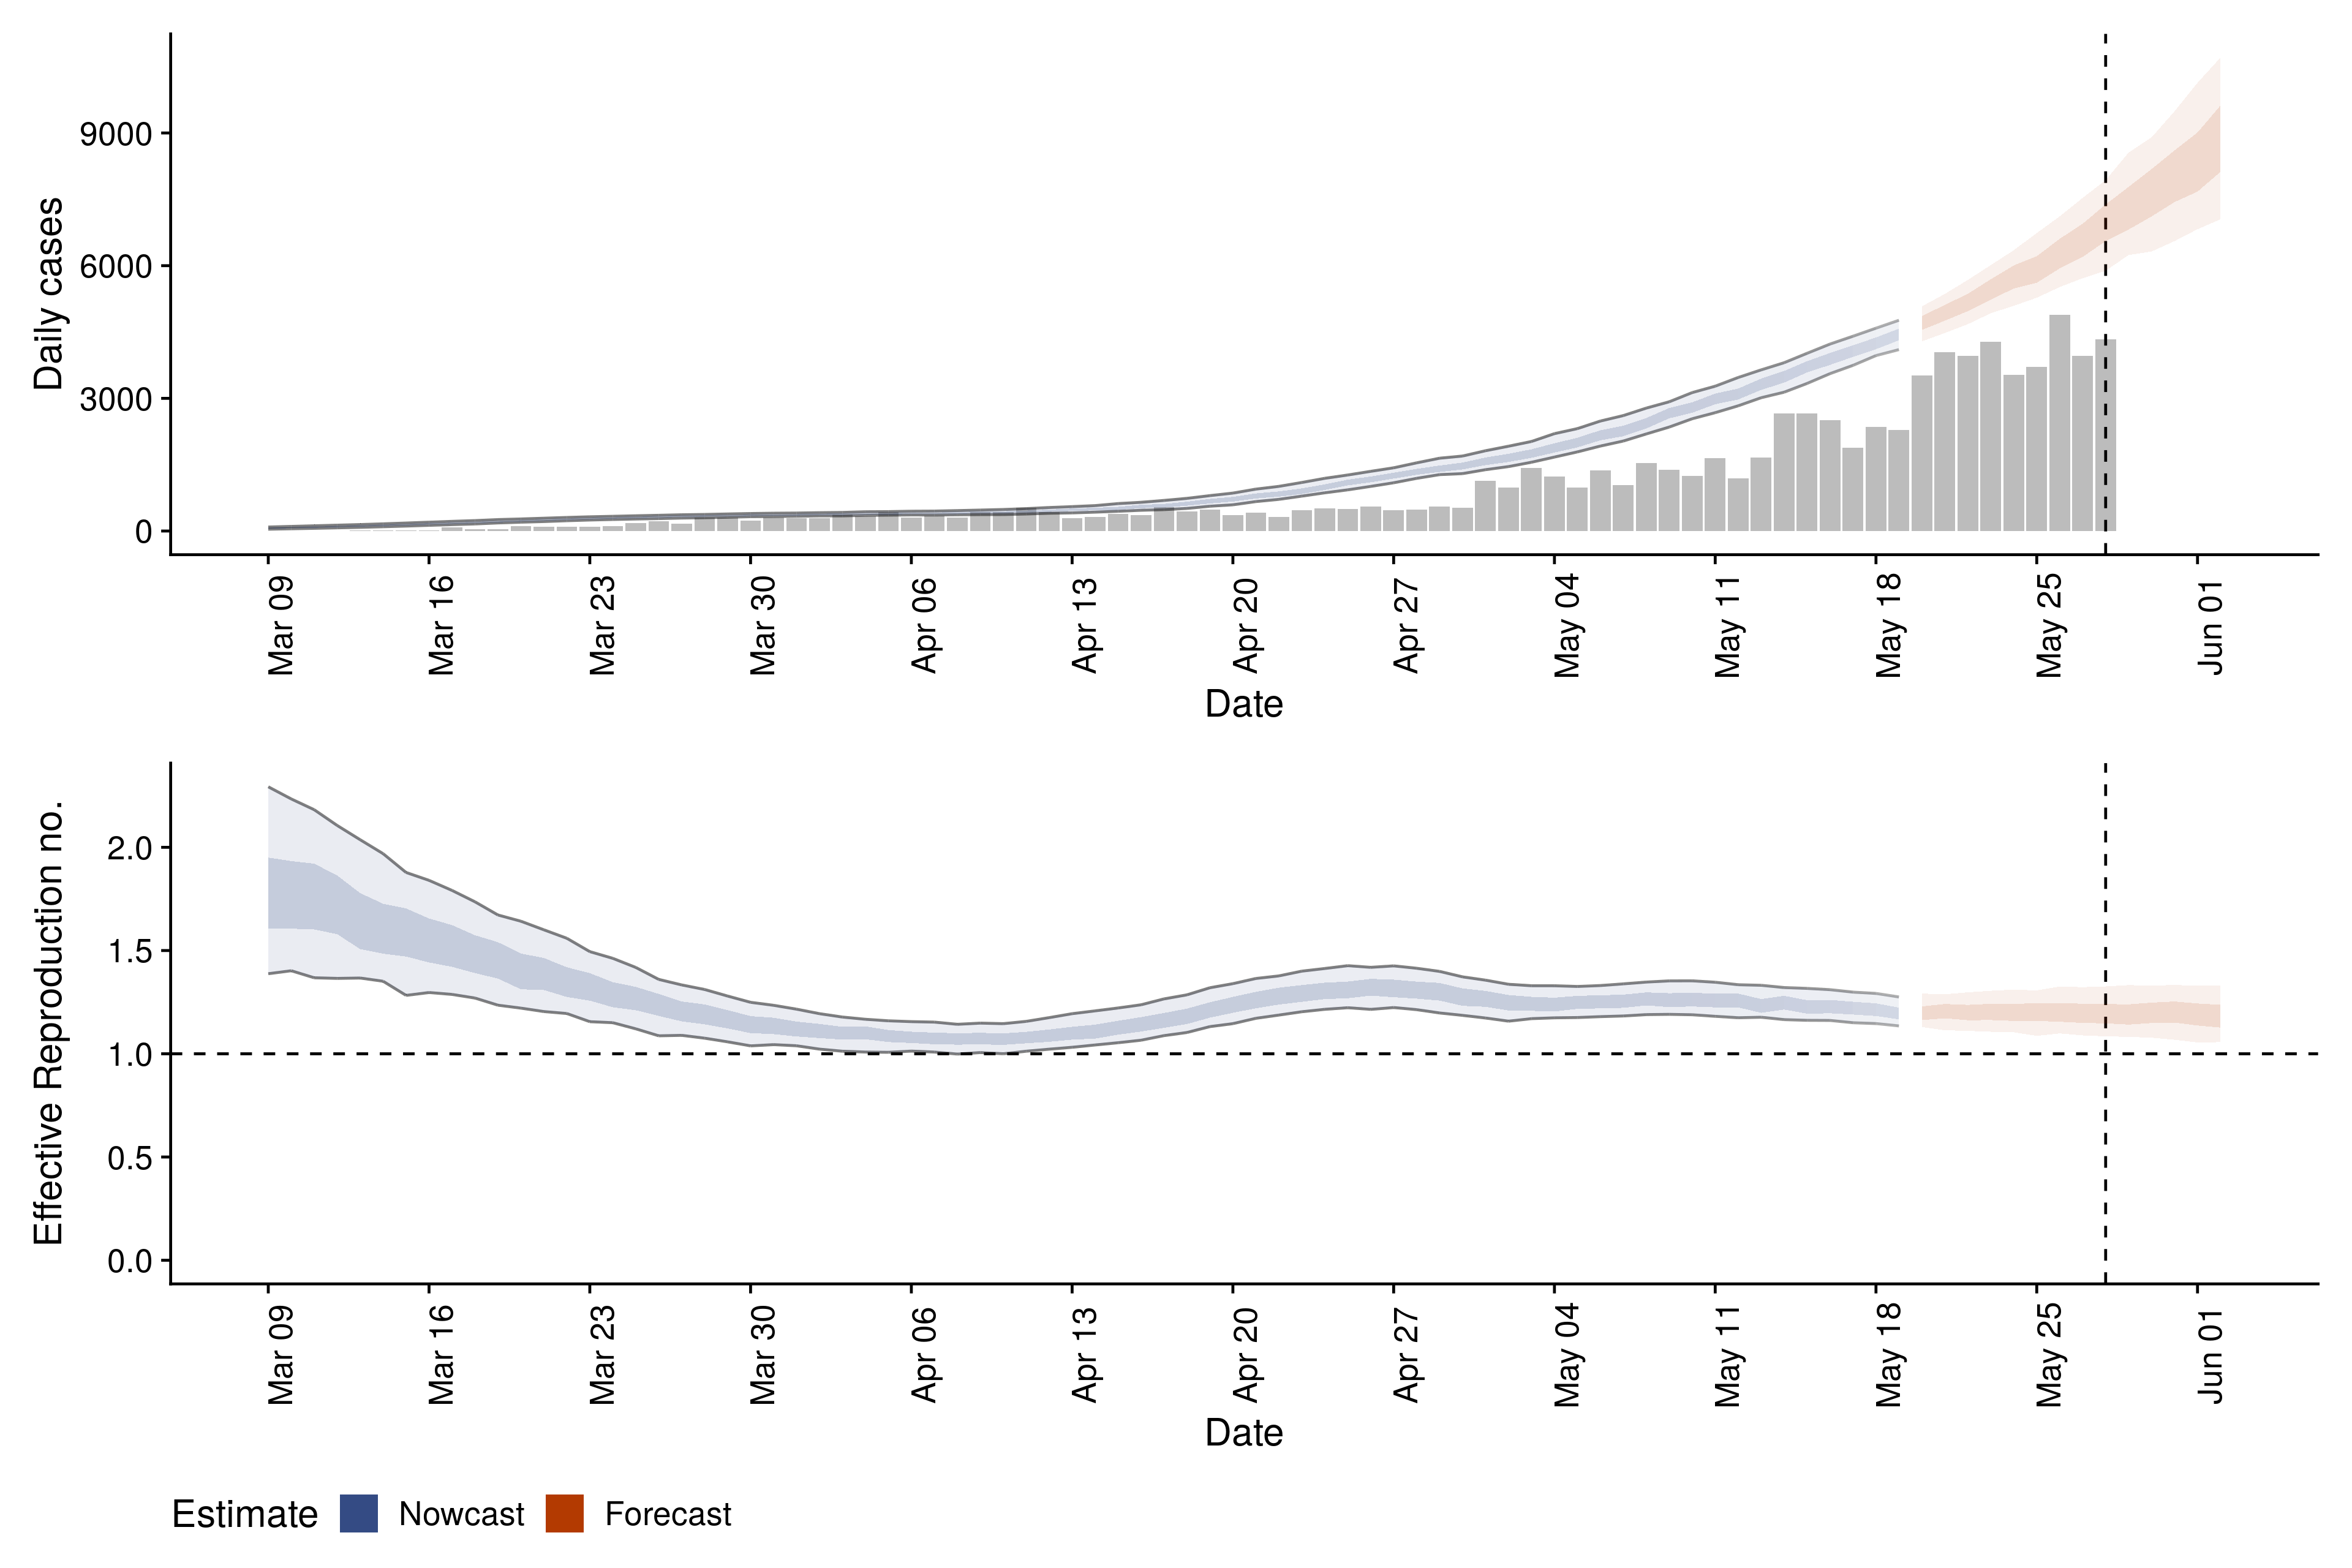 Daily cases
9000
6000
3000
0
Mar 09
Mar 16
Mar 23
Mar 30
Apr 06
Apr 13
Apr 20
Apr 27
May 04
May 11
May 18
May 25
Jun 01
Date
Effective Reproduction no.
2.0
1.5
1.0
0.5
0.0
Mar 09
Mar 16
Mar 23
Mar 30
Apr 06
Apr 13
Apr 20
Apr 27
May 04
May 11
May 18
May 25
Jun 01
Date
Estimate Nowcast Forecast